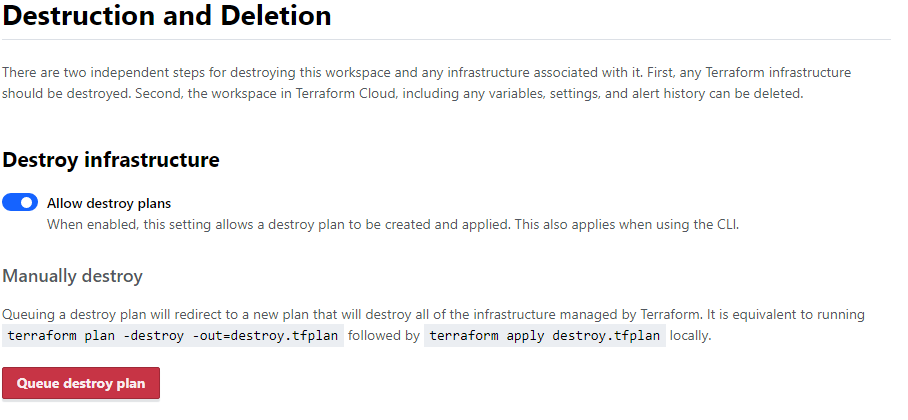 Destruction and Deletion
There are two independent steps for destroying this workspace and any infrastructure associated with it. First, any Terraform infrastructure
should be destroyed. Second, the workspace in Terraform Cloud, including any variables, settings, and alert history can be deleted.
Destroy infrastructure
Allow destroy plans
When enabled, this setting allows a destroy plan to be created and applied. This also applies when using the CLI.
Manually destroy
Queuing a destroy plan will redirect to a new plan that will destroy all of the infrastructure managed by Terraform. It is equivalent to running
terraform plan -destroy -out=destroy.tfplan followed by terraform apply destroy.tfplan locally.
Queue destroy plan